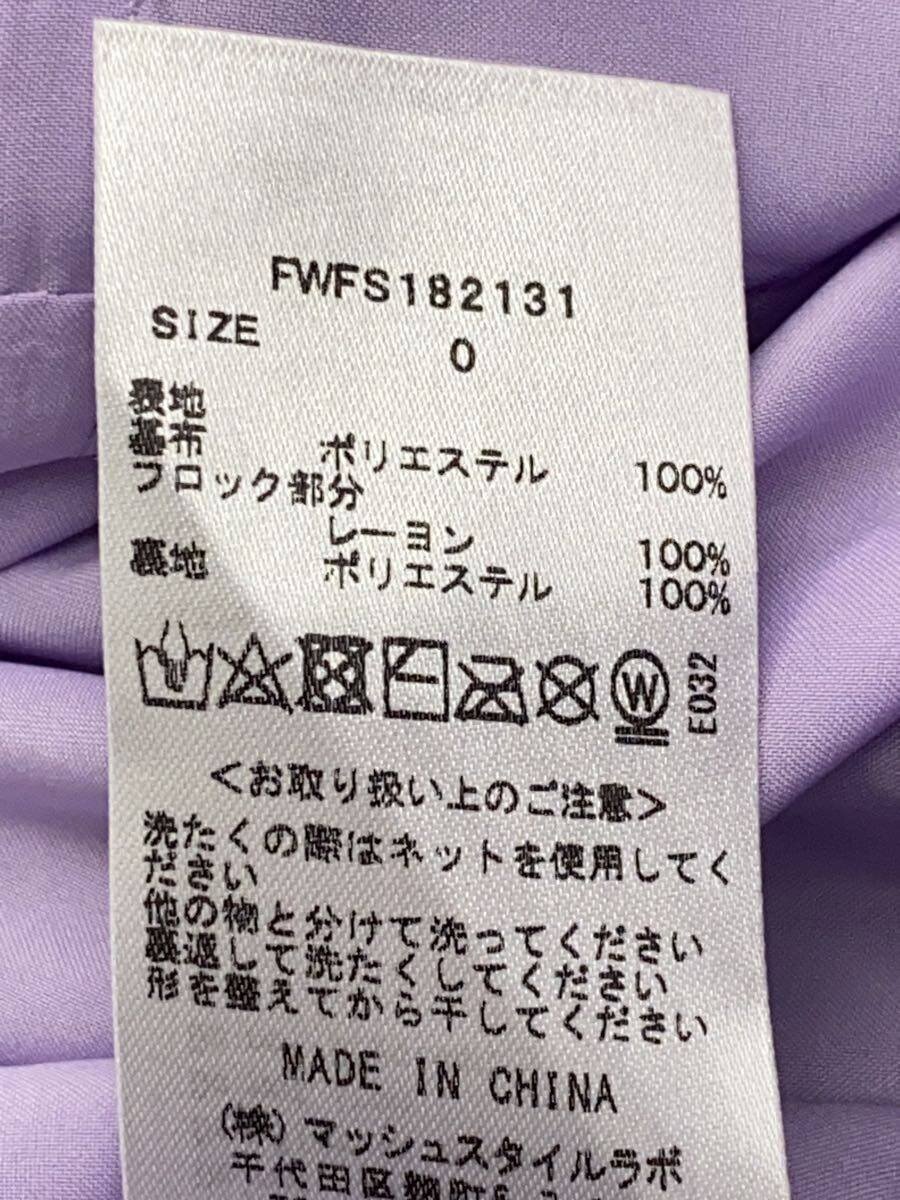 FWFS182131
SIZE 0
表地
基布 ポリエステル 100%
フロック部分
レーヨン 100%
裏地 ポリエステル 100%
W E032
<お取り扱い上のご注意>
洗たくの際はネットを使用してく
ださい
他の物と分けて洗ってください
裏返して洗たくしてください
形を整えてから干してください
MADE IN CHINA
(株)マッシュスタイルラボ
千代田区麹町